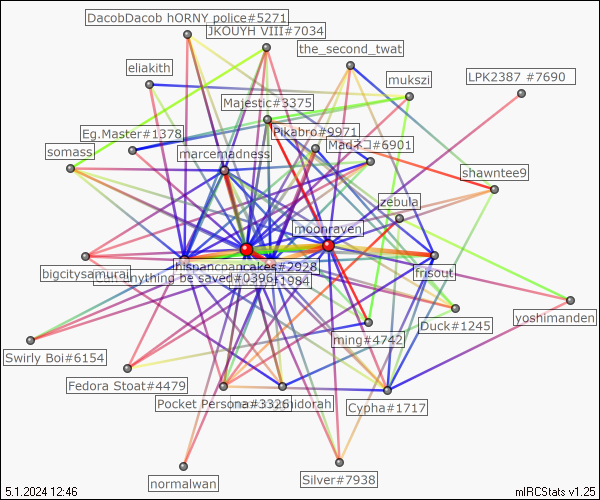 DacobDacob hORNY police#5271
JKOUYH VIII#7034
the_second_twat
eliakith
mukszi
LPK2387 #7690
Majestic#3375
Eg.Master#1378
Pikabro#9971
somass
marcemadness
Madネコ#6901
shawntee9
zebula
moonraven
hispancpancakes#2928
bigcitysamurai
anything be saved#0396
1984
frisout
yoshimanden
Duck#1245
ming#4742
Swirly Boi#6154
Fedora Stoat#4479
Pocket Persona#3326
idorah
Cypha#1717
normalwan
Silver#7938
5.1.2024 12:46
mIRCStats v1.25